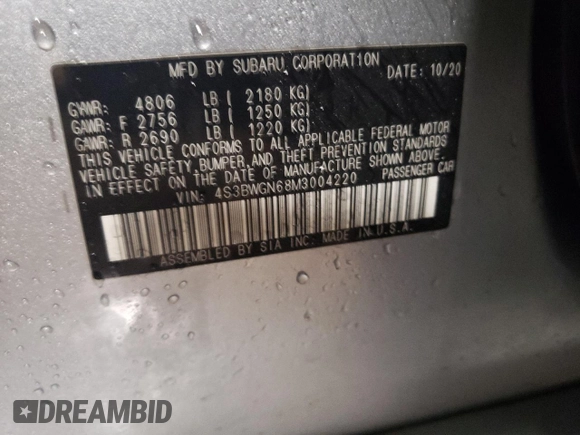 MFD BY SUBARU CORPORATION
DATE: 10/20
GVWR: 4806 LB ( 2180 KG)
GAWR: F 2756 LB ( 1250 KG)
GAWR: R 2690 LB ( 1220 KG)
THIS VEHICLE CONFORMS TO ALL APPLICABLE FEDERAL MOTOR
VEHICLE SAFETY,BUMPER,AND THEFT PREVENTION STANDARDS
IN EFFECT ON THE DATE OF MANUFACTURE SHOWN ABOVE.
VIN: 4S3BWGN68M3004220 PASSENGER CAR
ASSEMBLED BY SIA INC. MADE IN U.S.A.
DREAMBID